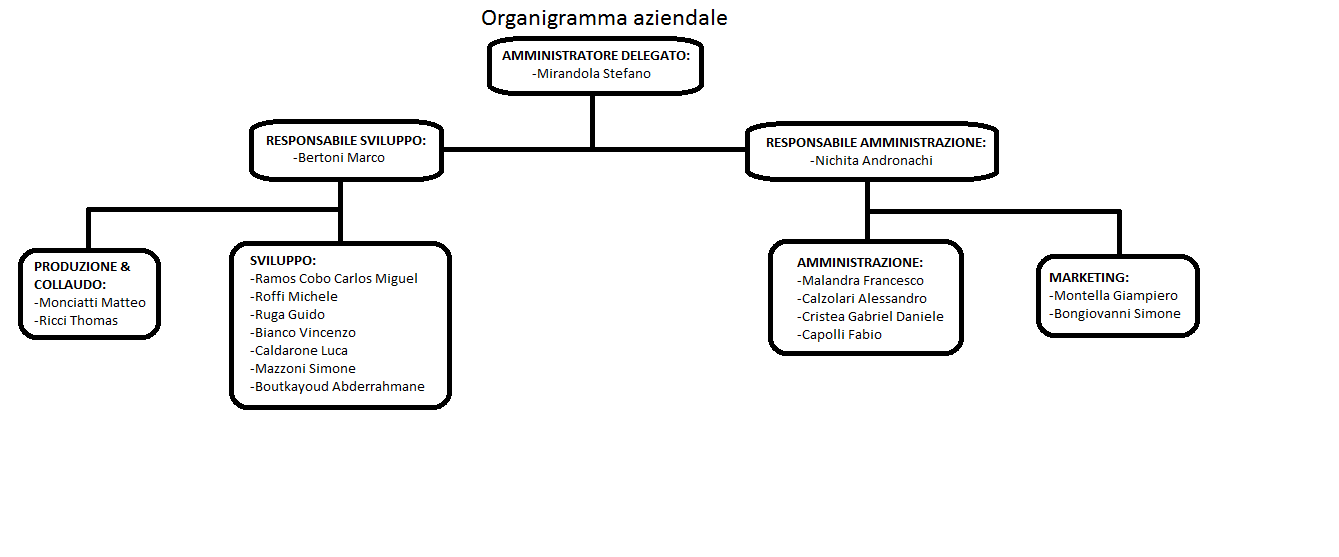 Organigramma aziendale
AMMINISTRATORE DELEGATO:
-Mirandola Stefano
RESPONSABILE SVILUPPO:
-Bertoni Marco
RESPONSABILE AMMINISTRAZIONE:
-Nichita Andronachi
PRODUZIONE &
COLLAUDO:
-Monciatti Matteo
-Ricci Thomas
SVILUPPO:
-Ramos Cobo Carlos Miguel
-Roffi Michele
-Ruga Guido
-Bianco Vincenzo
-Caldarone Luca
-Mazzoni Simone
-Boutkayoud Abderrahmane
AMMINISTRAZIONE:
-Malandra Francesco
-Calzolari Alessandro
-Cristea Gabriel Daniele
-Capolli Fabio
MARKETING:
-Montella Giampiero
-Bongiovanni Simone